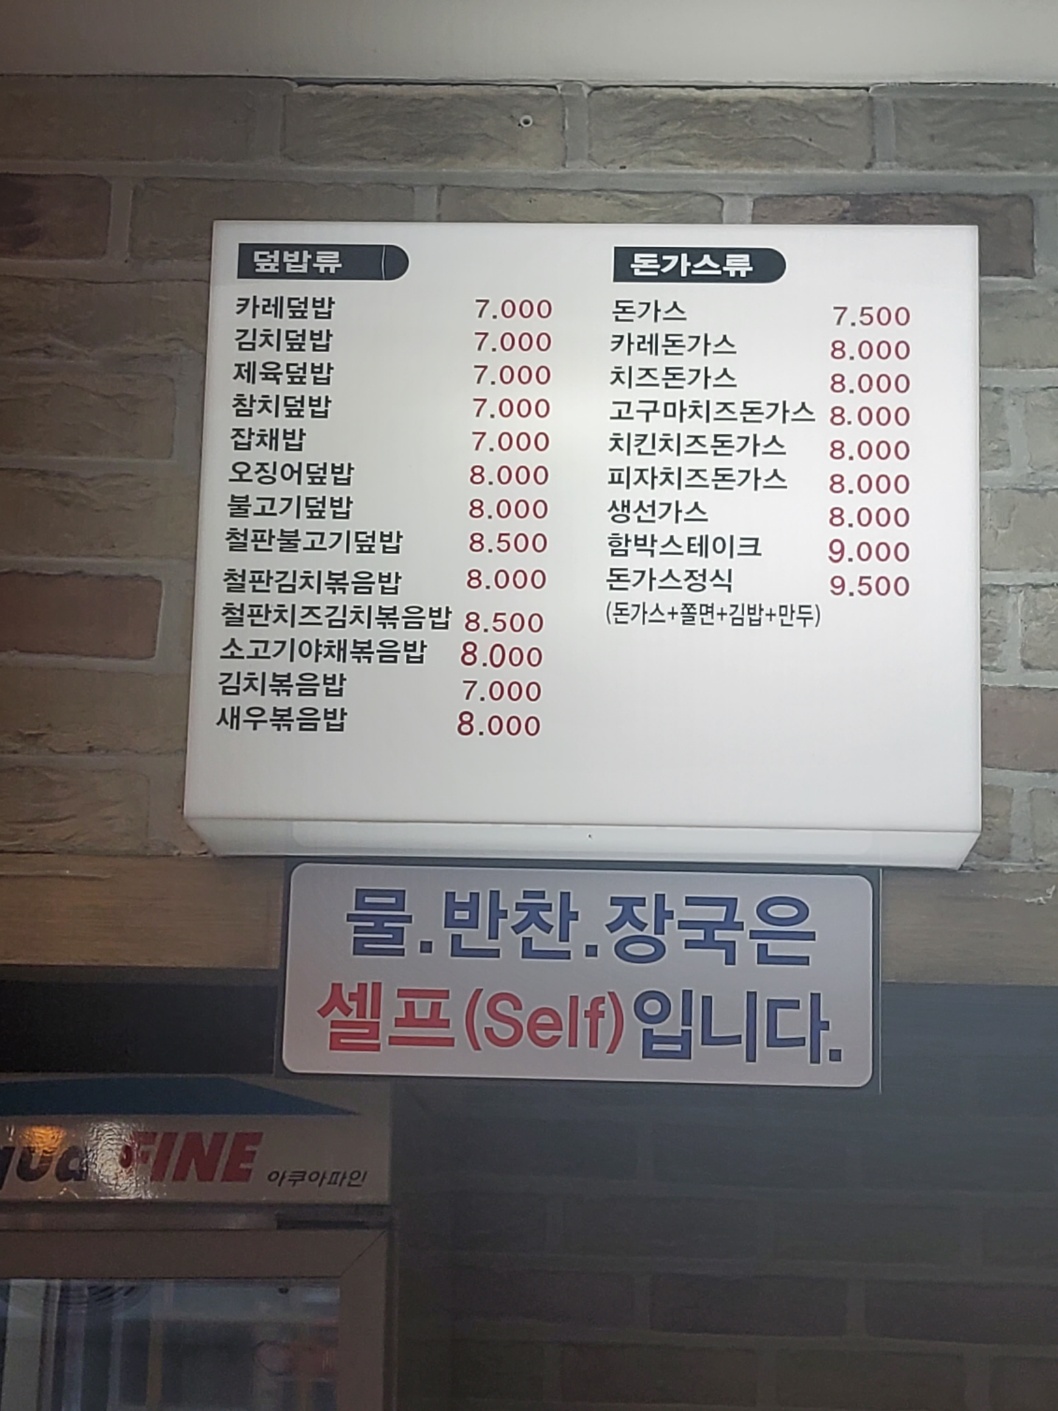 덮밥류
카레덮밥 7.000
김치덮밥 7.000
제육덮밥 7.000
참치덮밥 7.000
잡채밥 7.000
오징어덮밥 8.000
불고기덮밥 8.000
철판불고기덮밥 8.500
철판김치볶음밥 8.000
철판치즈김치볶음밥 8.500
소고기야채볶음밥 8.000
김치볶음밥 7.000
새우볶음밥 8.000
돈가스류
돈가스 7.500
카레돈가스 8.000
치즈돈가스 8.000
고구마치즈돈가스 8.000
치킨치즈돈가스 8.000
피자치즈돈가스 8.000
생선가스 8.000
함박스테이크 9.000
돈가스정식 9.500
(돈가스+쫄면+김밥+만두)
물.반찬.장국은
셀프(Self)입니다.
qua FINE 아쿠아파인